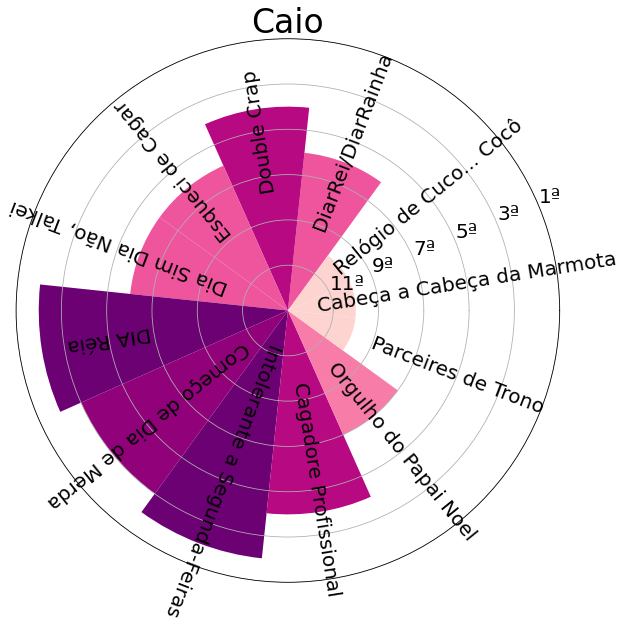 Caio
Double Crap
DiarRei/DiarRainha
Relógio de Cuco... Cocô
Cabeça a Cabeça da Marmota
Parceires de Trono
Orgulho do Papai Noel
Cagadore Profissional
Intolerante a Segunda-Feiras
Começo de Dia de Merda
DIA Réia
Dia Sim Dia Não, Talkei
Esqueci de Cagar
1ª
3ª
5ª
7ª
9ª
11ª